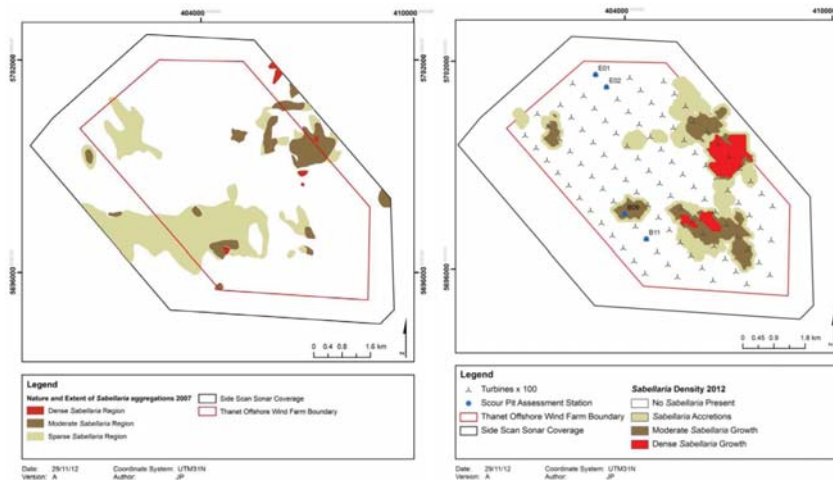 404000
410000
5702000
5702000
5696000
5696000
0 0.4 0.8 1.6 km
Legend
Nature and Extent of Sabellaria aggregations 2007
Dense Sabellaria Region
Moderate Sabellaria Region
Sparse Sabellaria Region
Side Scan Sonar Coverage
Thanet Offshore Wind Farm Boundary
Date: 29/11/12 Coordinate System: UTM31N
Version: A Author: JP
404000
410000
5702000
5702000
E01
E02
B11
5696000
5696000
0 0.45 0.9 1.8 km
Legend
Turbines x 100
Scour Pit Assessment Station
Thanet Offshore Wind Farm Boundary
Side Scan Sonar Coverage
Sabellaria Density 2012
No Sabellaria Present
Sabellaria Accretions
Moderate Sabellaria Growth
Dense Sabellaria Growth
Date: 29/11/12 Coordinate System: UTM31N
Version: A Author: JP